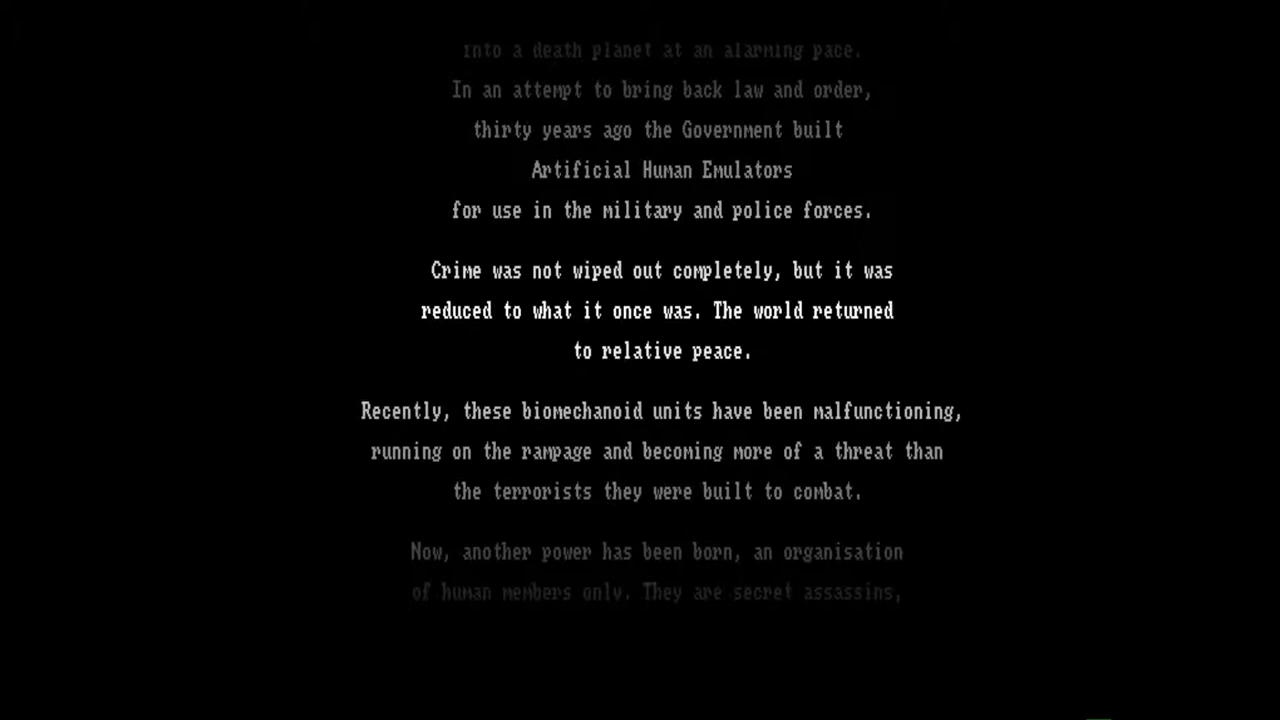 into a death planet at an alarming pace.
In an attempt to bring back law and order,
thirty years ago the Government built
Artificial Human Emulators
for use in the military and police forces.
Crime was not wiped out completely, but it was
reduced to what it once was. The world returned
to relative peace.
Recently, these biomechanoid units have been malfunctioning,
running on the rampage and becoming more of a threat than
the terrorists they were built to combat.
Now, another power has been born, an organisation
of human members only. They are secret assassins,